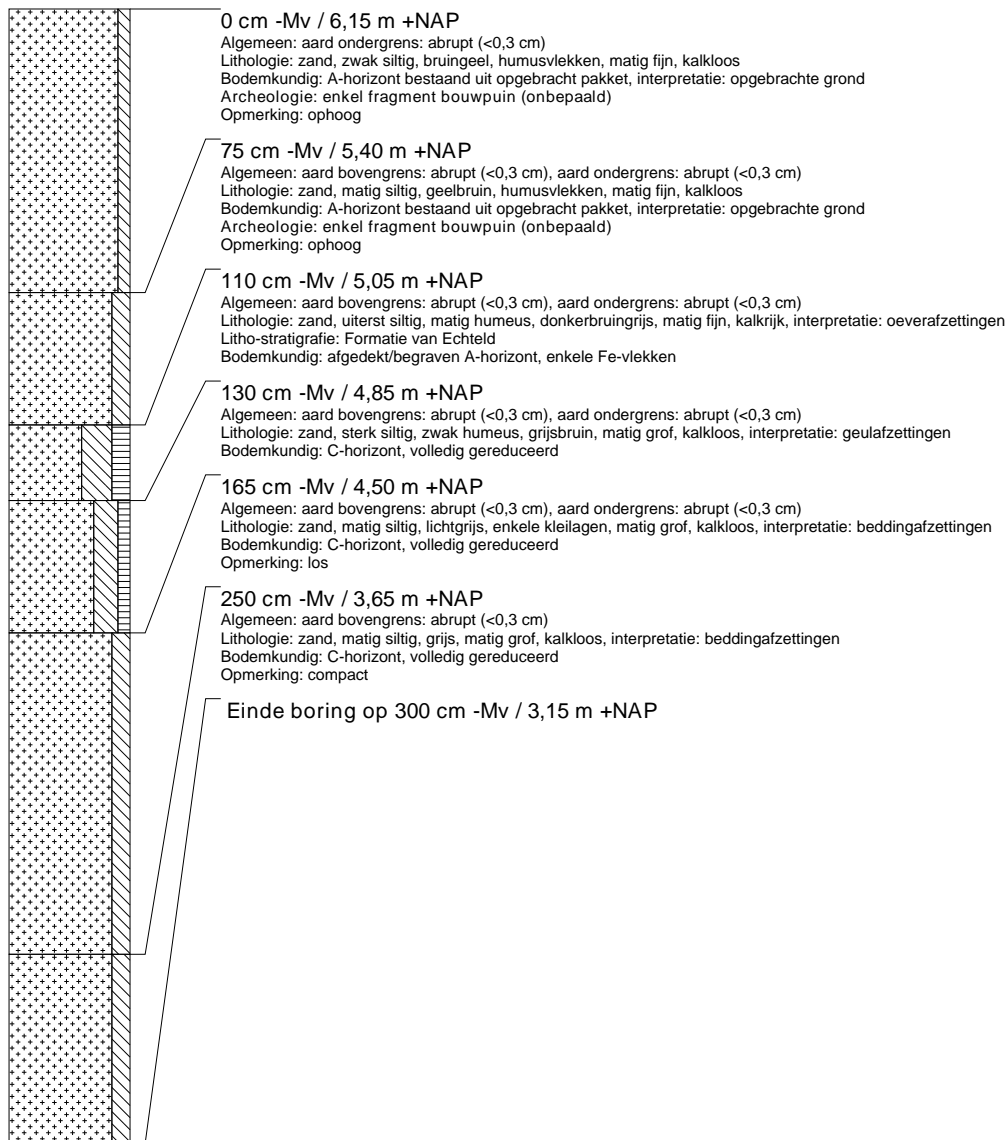 0 cm -Mv / 6,15 m +NAP
Algemeen: aard ondergrens: abrupt (<0,3 cm)
Lithologie: zand, zwak siltig, bruingeel, humusvlekken, matig fijn, kalkloos
Bodemkundig: A-horizont bestaand uit opgebracht pakket, interpretatie: opgebrachte grond
Archeologie: enkel fragment bouwpuin (onbepaald)
Opmerking: ophoog
75 cm -Mv / 5,40 m +NAP
Algemeen: aard bovengrens: abrupt (<0,3 cm), aard ondergrens: abrupt (<0,3 cm)
Lithologie: zand, matig siltig, geelbruin, humusvlekken, matig fijn, kalkloos
Bodemkundig: A-horizont bestaand uit opgebracht pakket, interpretatie: opgebrachte grond
Archeologie: enkel fragment bouwpuin (onbepaald)
Opmerking: ophoog
110 cm -Mv / 5,05 m +NAP
Algemeen: aard bovengrens: abrupt (<0,3 cm), aard ondergrens: abrupt (<0,3 cm)
Lithologie: zand, uiterst siltig, matig humeus, donkerbruingrijs, matig fijn, kalkrijk, interpretatie: oeverafzettingen
Litho-stratigrafie: Formatie van Echteld
Bodemkundig: afgedekt/begraven A-horizont, enkele Fe-vlekken
130 cm -Mv / 4,85 m +NAP
Algemeen: aard bovengrens: abrupt (<0,3 cm), aard ondergrens: abrupt (<0,3 cm)
Lithologie: zand, sterk siltig, zwak humeus, grijsbruin, matig grof, kalkloos, interpretatie: geulafzettingen
Bodemkundig: C-horizont, volledig gereduceerd
165 cm -Mv / 4,50 m +NAP
Algemeen: aard bovengrens: abrupt (<0,3 cm), aard ondergrens: abrupt (<0,3 cm)
Lithologie: zand, matig siltig, lichtgrijs, enkele kleilagen, matig grof, kalkloos, interpretatie: beddingafzettingen
Bodemkundig: C-horizont, volledig gereduceerd
Opmerking: los
250 cm -Mv / 3,65 m +NAP
Algemeen: aard bovengrens: abrupt (<0,3 cm)
Lithologie: zand, matig siltig, grijs, matig grof, kalkloos, interpretatie: beddingafzettingen
Bodemkundig: C-horizont, volledig gereduceerd
Opmerking: compact
Einde boring op 300 cm -Mv / 3,15 m +NAP